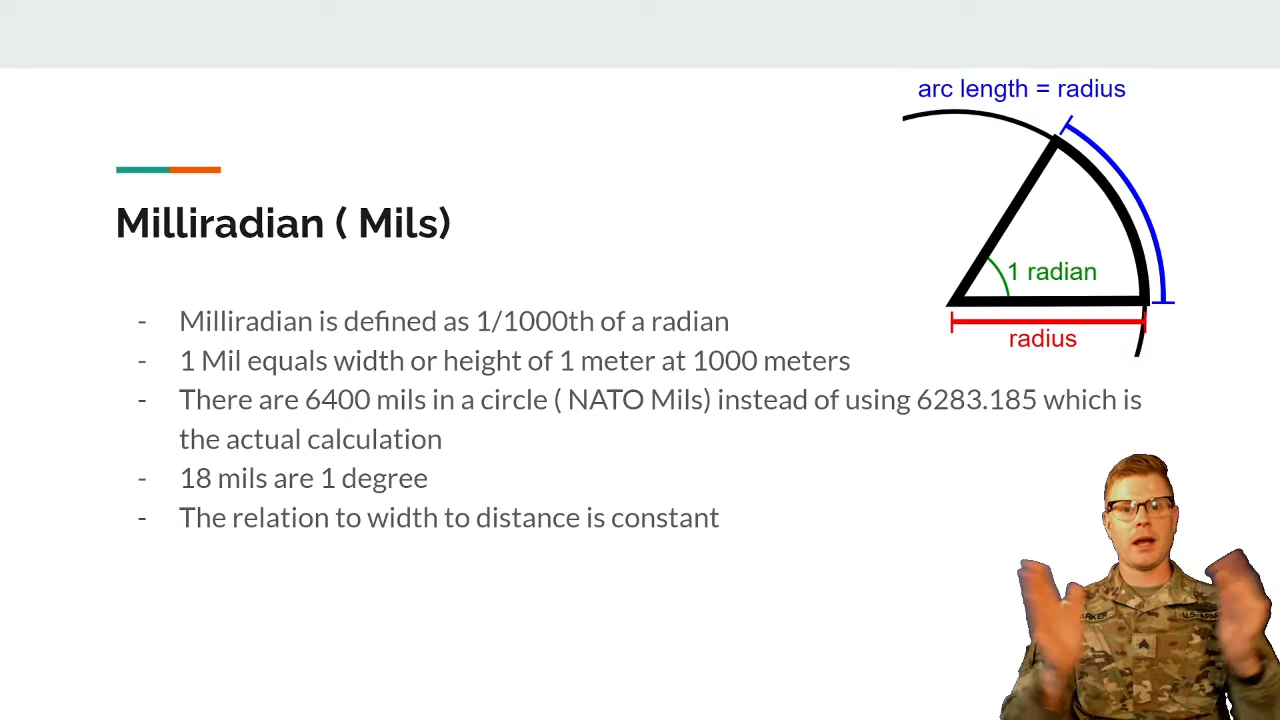 arc length = radius
Milliradian ( Mils)
1 radian
radius
- Milliradian is defined as 1/1000th of a radian
- 1 Mil equals width or height of 1 meter at 1000 meters
- There are 6400 mils in a circle ( NATO Mils) instead of using 6283.185 which is
the actual calculation
- 18 mils are 1 degree
- The relation to width to distance is constant